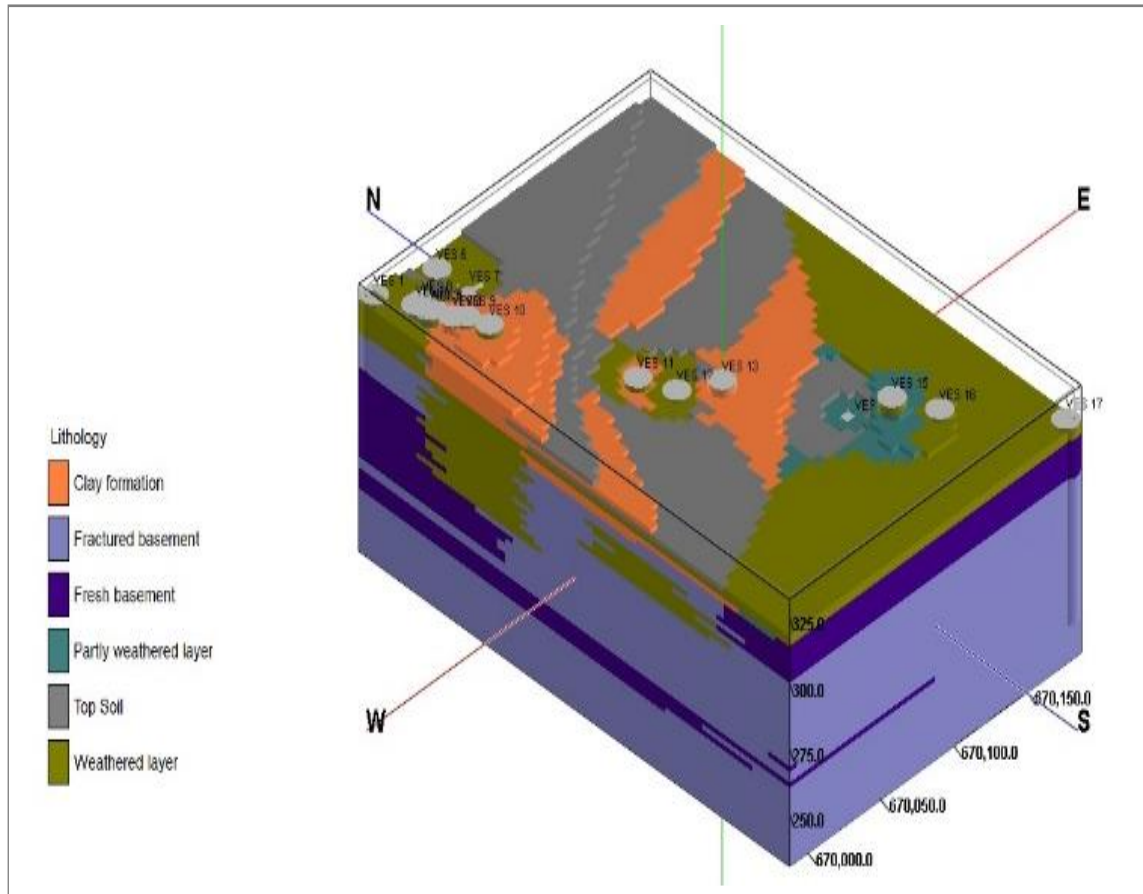 N
E
VES 7
VES 1
VES 10
VES 11
VES 13
VES 15
VES 16
VES 17
Lithology
Clay formation
Fractured basement
Fresh basement
Partly weathered layer
Top Soil
Weathered layer
W
S
325.0
300.0
275.0
250.0
670,150.0
670,100.0
670,050.0
670,000.0